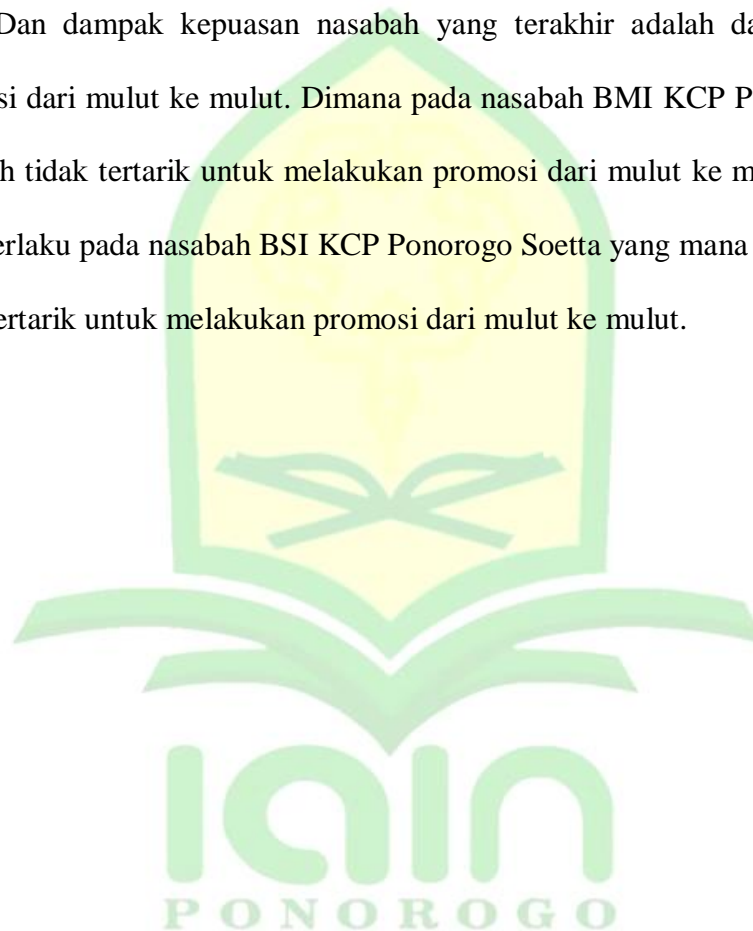 Dan dampak kepuasan nasabah yang terakhir adalah
si dari mulut ke mulut. Dimana pada nasabah BMI KCP
h tidak tertarik untuk melakukan promosi dari mulut ke
erlaku pada nasabah BSI KCP Ponorogo Soetta yang mana
ertarik untuk melakukan promosi dari mulut ke mulut.
iain
PONOROGO